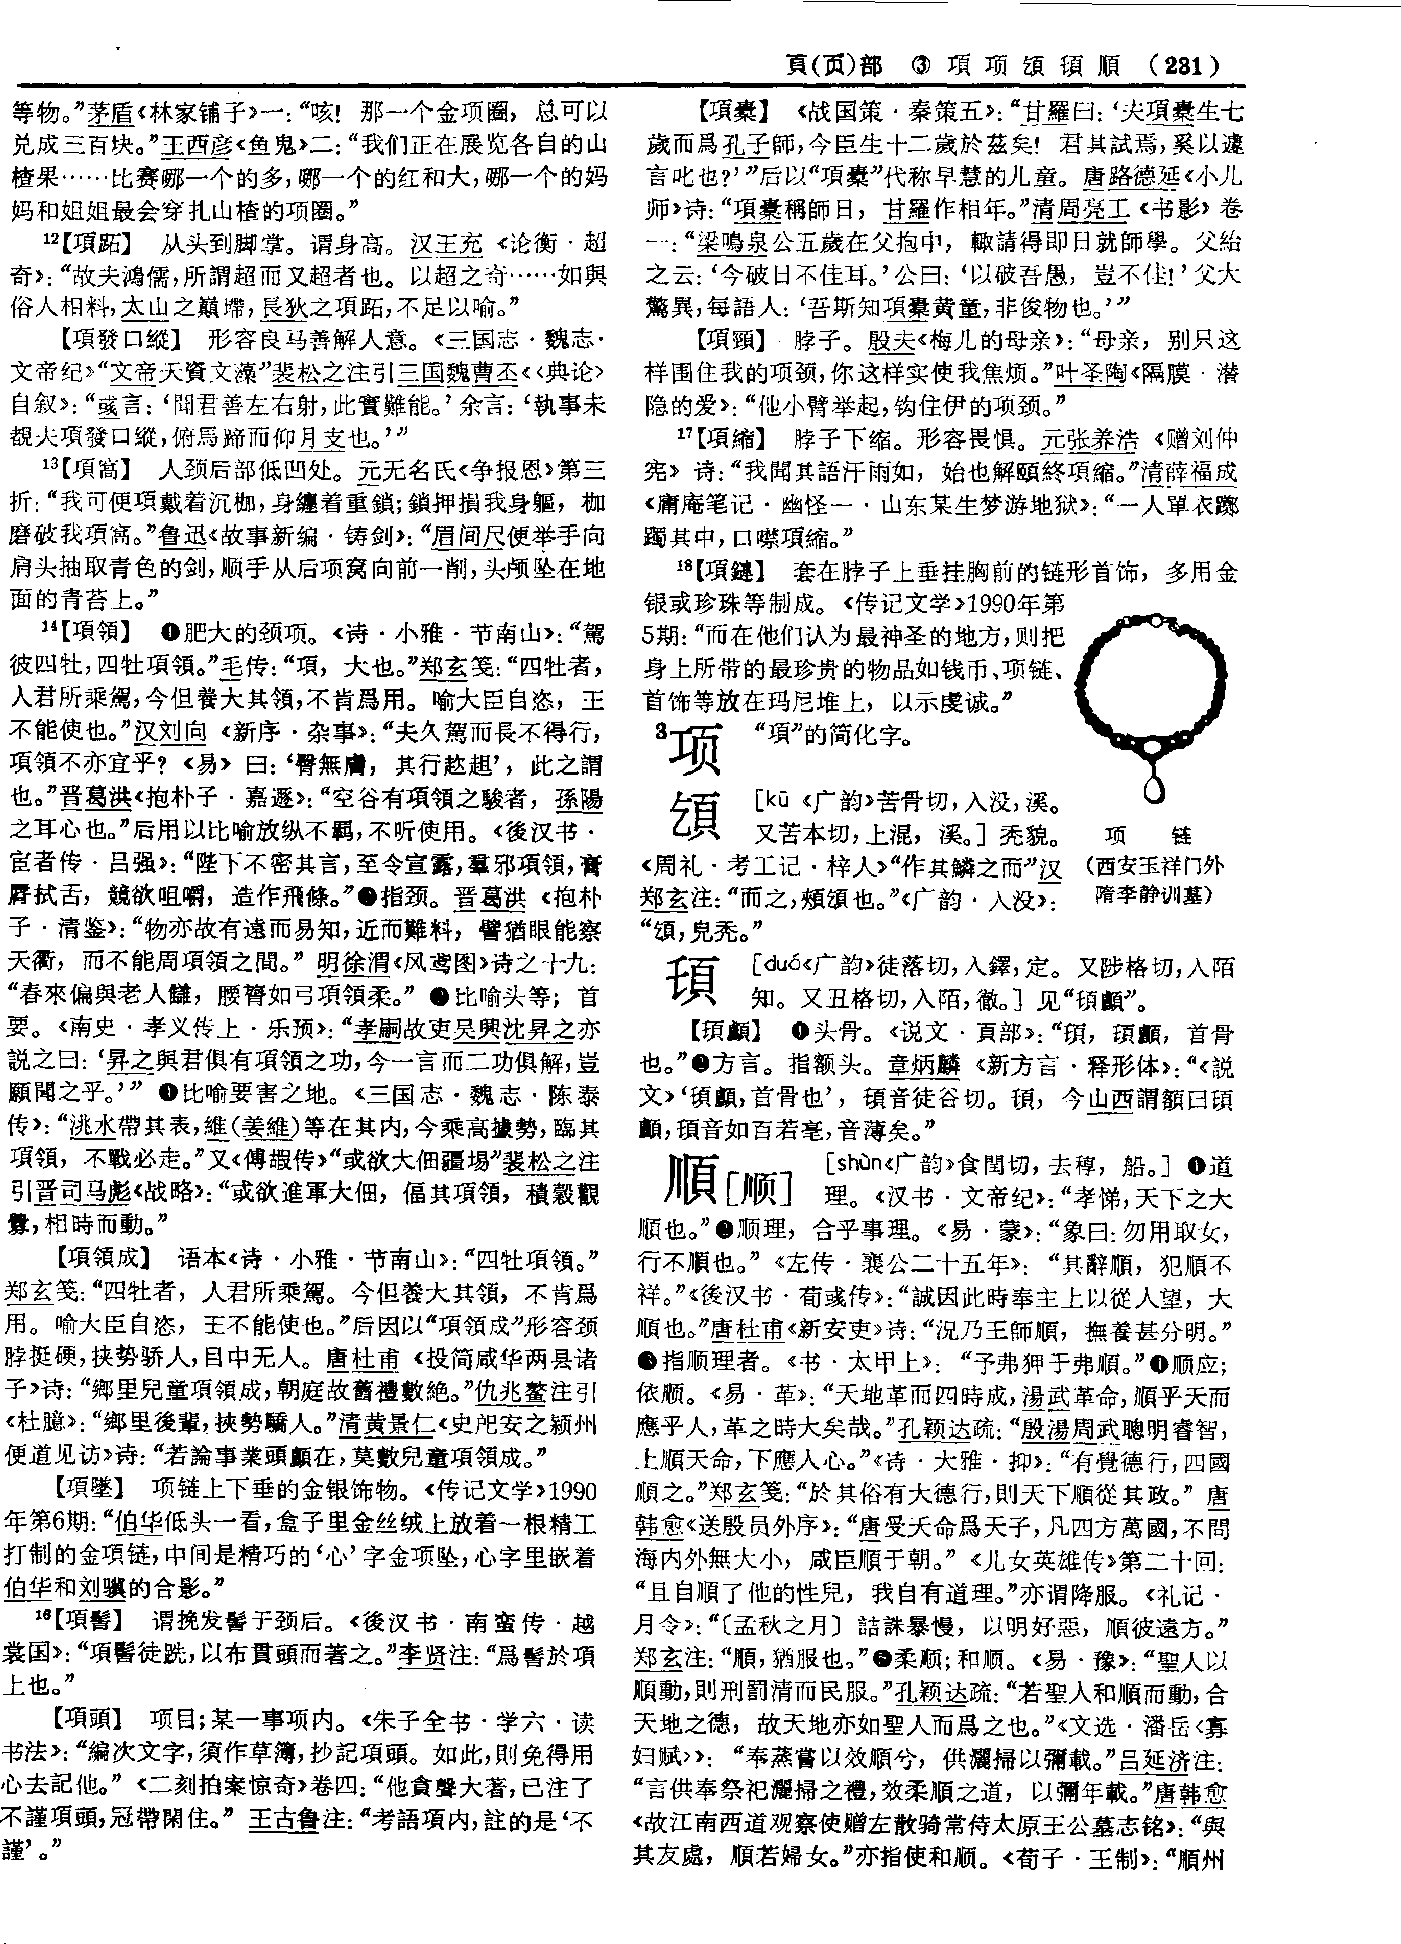 頁(页)部 ③ 項 项 䪼 頊 順 (231)
等物。”茅盾《林家铺子》一:“咳! 那一个金项圈, 总可以
兑成三百块。”王西彦《鱼鬼》二:“我们正在展览各自的山
楂果……比赛哪一个的多,哪一个的红和大,哪一个的妈
妈和姐姐最会穿扎山楂的项圈。”
12【項跖】 从头到脚掌。谓身高。汉王充《论衡·超
奇》:“故夫鴻儒,所謂超而又超者也。以超之奇……如與
俗人相料,太山之巔墆,長狄之項跖,不足以喻。”
【項發口縱】 形容良马善解人意。《三国志·魏志·
文帝纪》“文帝天資文藻”裴松之注引三国魏曹丕《〈典论〉
自叙》:“彧言:‘聞君善左右射,此實難能。’余言:‘執事未
覩夫項發口縱,俯馬蹄而仰月支也。’”
13【項窩】 人颈后部低凹处。元无名氏《争报恩》第三
折:“我可便項戴着沉枷,身纏着重鎖;鎖押損我身軀, 枷
磨破我項窩。”鲁迅《故事新编·铸剑》:“眉间尺便举手向
肩头抽取青色的剑,顺手从后项窝向前一削,头颅坠在地
面的青苔上。”
14【項領】 ❶肥大的颈项。《诗·小雅·节南山》:“駕
彼四牡,四牡項領。”毛传:“項, 大也。”郑玄笺:“四牡者,
人君所乘駕,今但養大其領,不肯爲用。喻大臣自恣, 王
不能使也。”汉刘向《新序·杂事》:“夫久駕而長不得行,
項領不亦宜乎?《易》曰:‘臀無膚, 其行趑趄’, 此之謂
也。”晋葛洪《抱朴子·嘉遯》:“空谷有項領之駿者, 孫陽
之耳心也。”后用以比喻放纵不羁,不听使用。《後汉书·
宦者传·吕强》:“陛下不密其言,至令宣露,羣邪項領,膏
脣拭舌, 競欲咀嚼, 造作飛條。”❷指颈。晋葛洪《抱朴
子·清鉴》:“物亦故有遠而易知,近而難料, 譬猶眼能察
天衢, 而不能周項領之間。”明徐渭《风鸢图》诗之十九:
“春來偏與老人讎, 腰膂如弓項領柔。”❸比喻头等; 首
要。《南史·孝义传上·乐预》:“孝嗣故吏吴興沈昇之亦
説之曰: ‘昇之與君俱有項領之功,今一言而二功俱解,豈
願聞之乎。’” ❹比喻要害之地。《三国志·魏志·陈泰
传》:“洮水帶其表,維(姜維)等在其内,今乘高據勢,臨其
項領, 不戰必走。”又《傅嘏传》“或欲大佃疆埸”裴松之注
引晋司马彪《战略》:“或欲進軍大佃, 偪其項領, 積穀觀
釁,相時而動。”
【項領成】 语本《诗·小雅·节南山》:“四牡項領。”
郑玄笺:“四牡者, 人君所乘駕。今但養大其領, 不肯爲
用。喻大臣自恣, 王不能使也。”后因以“項領成”形容颈
脖挺硬,挟势骄人,目中无人。唐杜甫《投简咸华两县诸
子》诗:“鄉里兒童項領成,朝庭故舊禮數絶。”仇兆鳌注引
《杜臆》:“鄉里後輩,挾勢驕人。”清黄景仁《史邑安之颍州
便道见访》诗:“若論事業頭顱在,莫數兒童項領成。”
【項墜】 项链上下垂的金银饰物。《传记文学》1990
年第6期:“伯华低头一看,盒子里金丝绒上放着一根精工
打制的金项链,中间是精巧的‘心’字金项坠,心字里嵌着
伯华和刘骥的合影。”
16【項髻】 谓挽发髻于颈后。《後汉书·南蛮传·越
裳国》:“項髻徒跣,以布貫頭而著之。”李贤注:“爲髻於項
上也。”
【項頭】 项目;某一事项内。《朱子全书·学六·读
书法》:“編次文字,須作草簿,抄記項頭。如此,則免得用
心去記他。”《二刻拍案惊奇》卷四:“他貪聲大著,已注了
不謹項頭,冠帶閑住。”王古鲁注:“考語項内,註的是‘不
謹’。”
【項橐】 《战国策·秦策五》:“甘羅曰: ‘夫項橐生七
歲而爲孔子師,今臣生十二歲於茲矣! 君其試焉,奚以遽
言叱也?’”后以“項橐”代称早慧的儿童。唐路德延《小儿
师》诗:“項橐稱師日, 甘羅作相年。”清周亮工《书影》卷
一:“梁鳴泉公五歲在父抱中, 輒請得即日就師學。父紿
之云:‘今破日不佳耳。’公曰:‘以破吾愚, 豈不佳!’父大
驚異,每語人: ‘吾斯知項橐黄童,非俊物也。’”
【項頸】 脖子。殷夫《梅儿的母亲》:“母亲, 别只这
样围住我的项颈,你这样实使我焦烦。”叶圣陶《隔膜·潜
隐的爱》:“他小臂举起,钩住伊的项颈。”
17【項縮】 脖子下缩。形容畏惧。元张养浩《赠刘仲
宪》诗:“我聞其語汗雨如, 始也解頤終項縮。”清薛福成
《庸庵笔记·幽怪一·山东某生梦游地狱》:“一人單衣躑
躅其中,口噤項縮。”
18【項鏈】 套在脖子上垂挂胸前的链形首饰, 多用金
银或珍珠等制成。《传记文学》1990年第
5期:“而在他们认为最神圣的地方,则把
身上所带的最珍贵的物品如钱币、项链、
首饰等放在玛尼堆上, 以示虔诚。”
3项 “項”的简化字。
䪼 [kū《广韵》苦骨切,入没,溪。
又苦本切,上混, 溪。] 秃貌。
《周礼·考工记·梓人》“作其鱗之而”汉
郑玄注:“而之,頰䪼也。”《广韵·入没》:
“䪼,皃秃。”
项 链
(西安玉祥门外
隋李静训墓)
[duó《广韵》徒落切,入鐸,定。又陟格切,入陌
知。又丑格切,入陌,徹。] 见“頊顱”。
❶头骨。《说文·頁部》: 首骨
也。”❷方言。指额头。章炳麟《新方言·释形体》:“《説
文》 首骨也’, 音徒谷切。 今山西謂額曰
顱, 音如百若亳,音薄矣。”
順[顺] [shùn《广韵》食閏切,去稕, 船。] ❶道
理。《汉书·文帝纪》:“孝悌,天下之大
順也。”❷顺理, 合乎事理。《易·蒙》:“象曰:勿用取女,
行不順也。”《左传·襄公二十五年》: “其辭順, 犯順不
祥。”《後汉书·荀彧传》:“誠因此時奉主上以從人望, 大
順也。”唐杜甫《新安吏》诗:“況乃王師順, 撫養甚分明。”
❸指顺理者。《书·太甲上》: “予弗狎于弗順。”❹顺应;
依顺。《易·革》:“天地革而四時成,湯武革命,順乎天而
應乎人,革之時大矣哉。”孔颖达疏:“殷湯周武聰明睿智,
上順天命,下應人心。”《诗·大雅·抑》:“有覺德行,四國
順之。”郑玄笺:“於其俗有大德行,則天下順從其政。”唐
韩愈《送殷员外序》:“唐受天命爲天子,凡四方萬國,不問
海内外無大小, 咸臣順于朝。”《儿女英雄传》第二十回:
“且自順了他的性兒, 我自有道理。”亦谓降服。《礼记·
月令》:“〔孟秋之月〕詰誅暴慢, 以明好惡, 順彼遠方。”
郑玄注:“順,猶服也。”❺柔顺;和顺。《易·豫》:“聖人以
順動,則刑罰清而民服。”孔颖达疏:“若聖人和順而動,合
天地之德, 故天地亦如聖人而爲之也。”《文选·潘岳〈寡
妇赋〉》: “奉蒸嘗以效順兮, 供灑掃以彌載。”吕延济注:
“言供奉祭祀灑掃之禮,效柔順之道, 以彌年載。”唐韩愈
《故江南西道观察使赠左散骑常侍太原王公墓志铭》:“與
其友處, 順若婦女。”亦指使和顺。《荀子·王制》:“順州